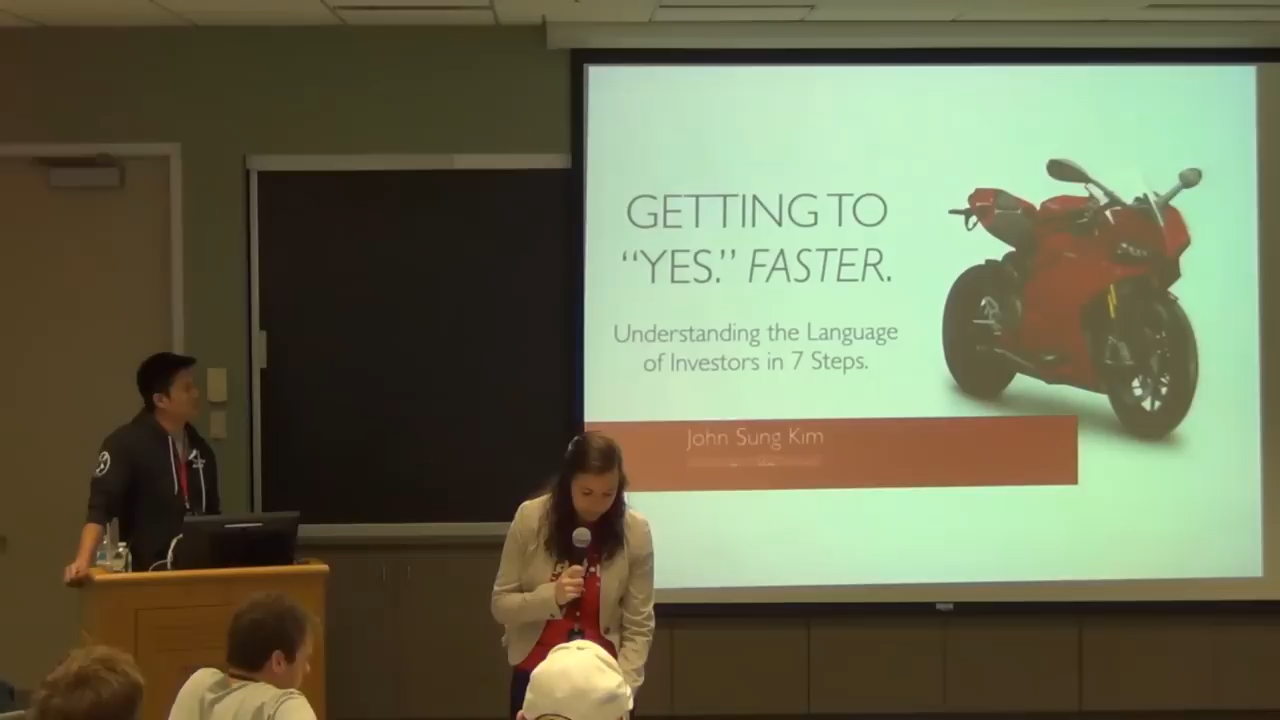 GETTING TO
“YES.” FASTER.
Understanding the Language
of Investors in 7 Steps.
John Sung Kim